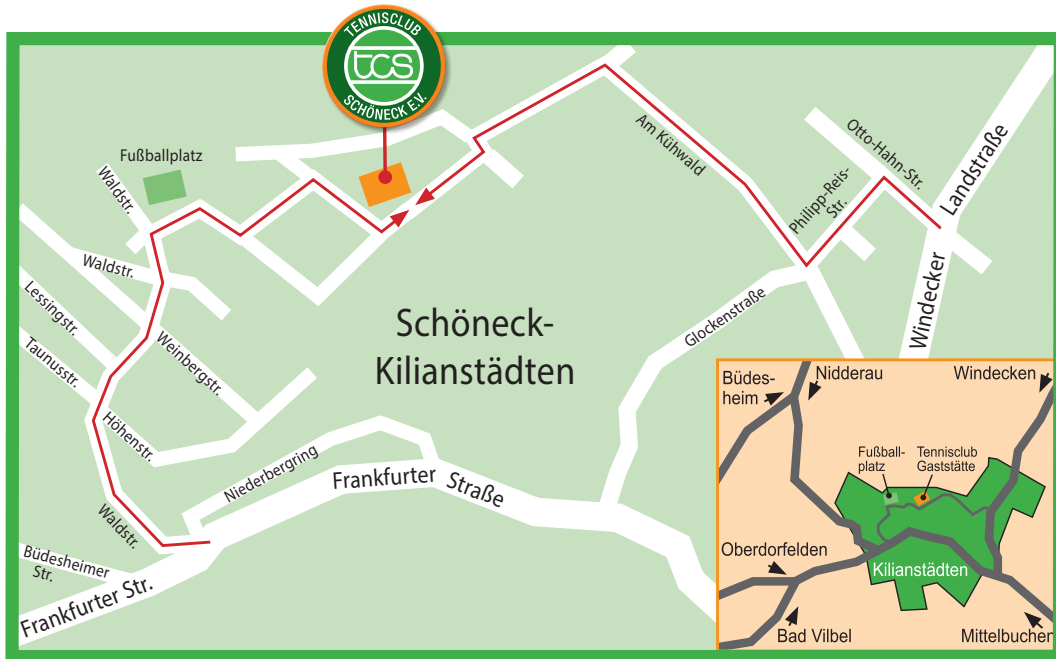 TENNISCLUB
tcs
SCHÖNECK E.V.
Fußballplatz
Waldstr.
Am Kühwald
Otto-Hahn-Str.
Philipp-Reis-
Str.
Landstraße
Windecker
Waldstr.
Lessingstr.
Taunusstr.
Weinbergstr.
Höhenstr.
Glockenstraße
Schöneck-
Kilianstädten
Niederbergring
Frankfurter Straße
Waldstr.
Büdesheimer
Str.
Frankfurter Str.
Büdes-
heim
Nidderau
Windecken
Fußball-
platz
Tennisclub
Gaststätte
Oberdorfelden
Kilianstädten
Bad Vilbel
Mittelbuchen